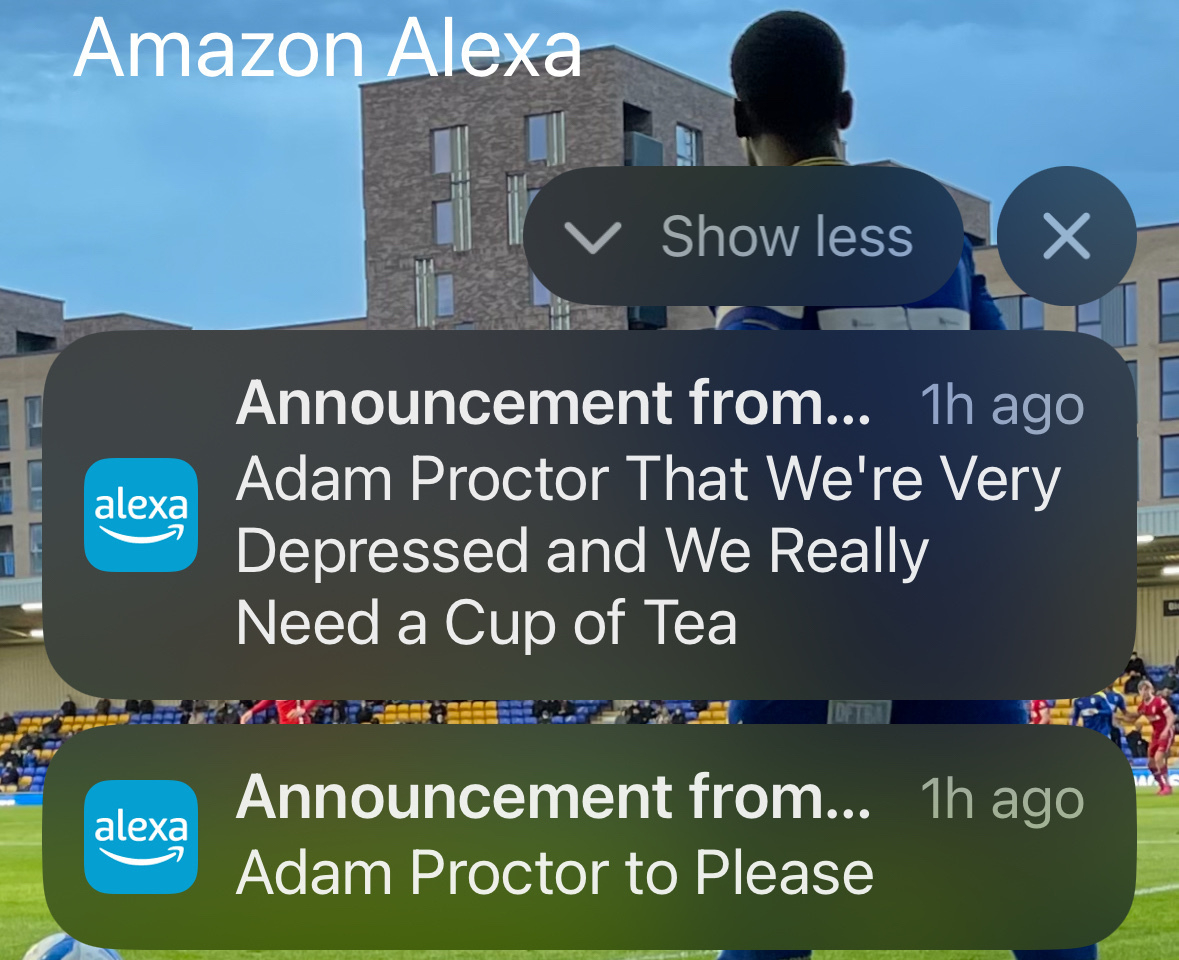 Amazon Alexa
Show less
Announcement from... 1h ago
alexa
Adam Proctor That We're Very
Depressed and We Really
Need a Cup of Tea
Announcement from... 1h ago
alexa
Adam Proctor to Please